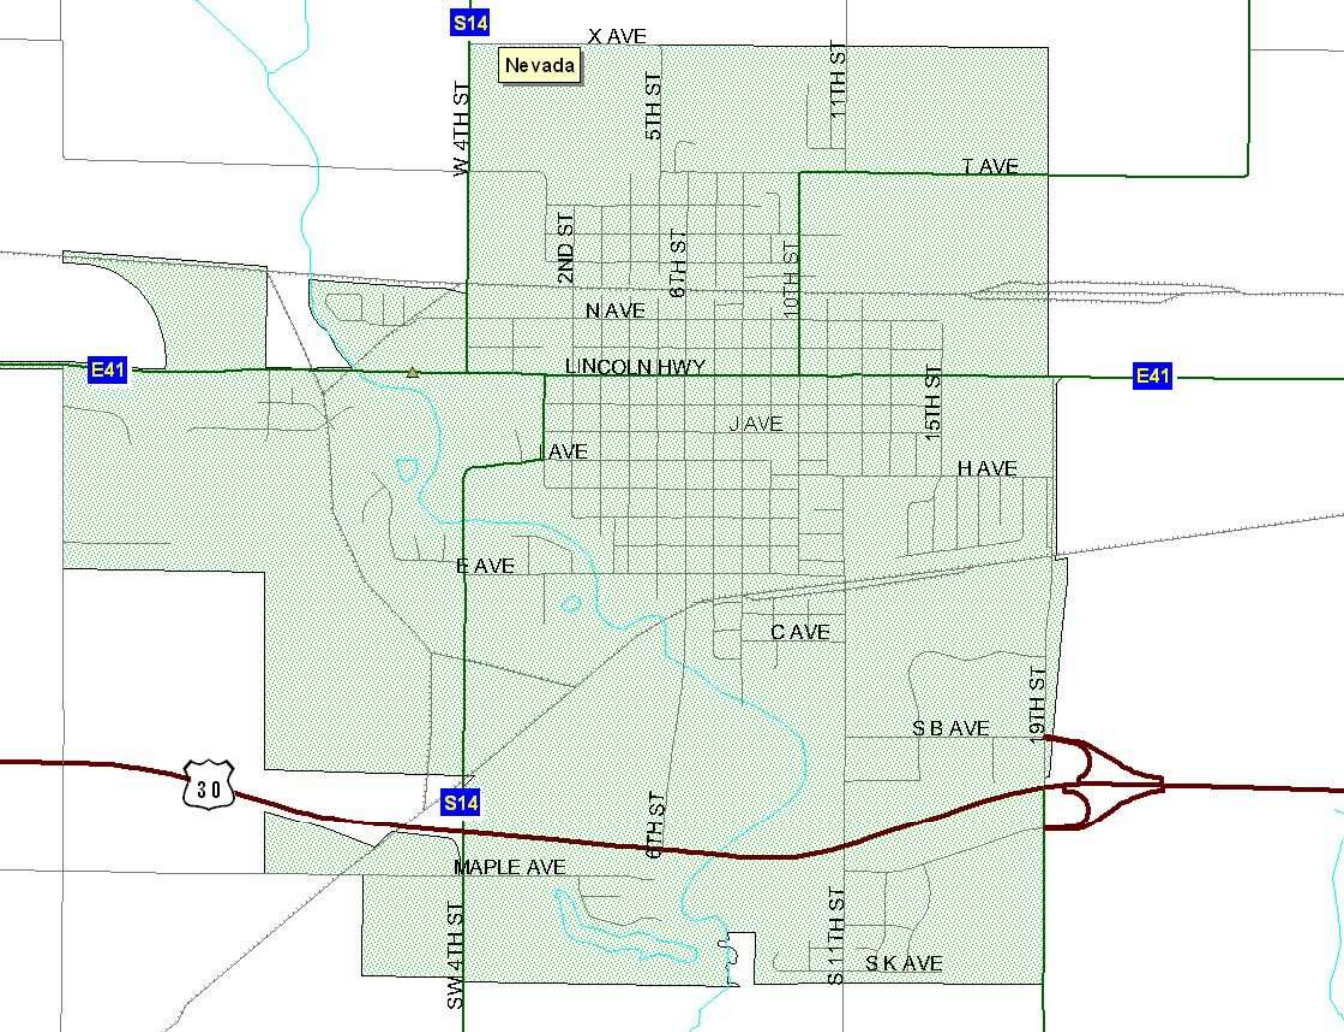 S14
X AVE
Nevada
W 4TH ST
5TH ST
11TH ST
T AVE
2ND ST
6TH ST
10TH ST
N AVE
LINCOLN HWY
E41
E41
15TH ST
J AVE
AVE
H AVE
E AVE
C AVE
19TH ST
S B AVE
30
S14
6TH ST
MAPLE AVE
SW 4TH ST
S 11TH ST
S K AVE